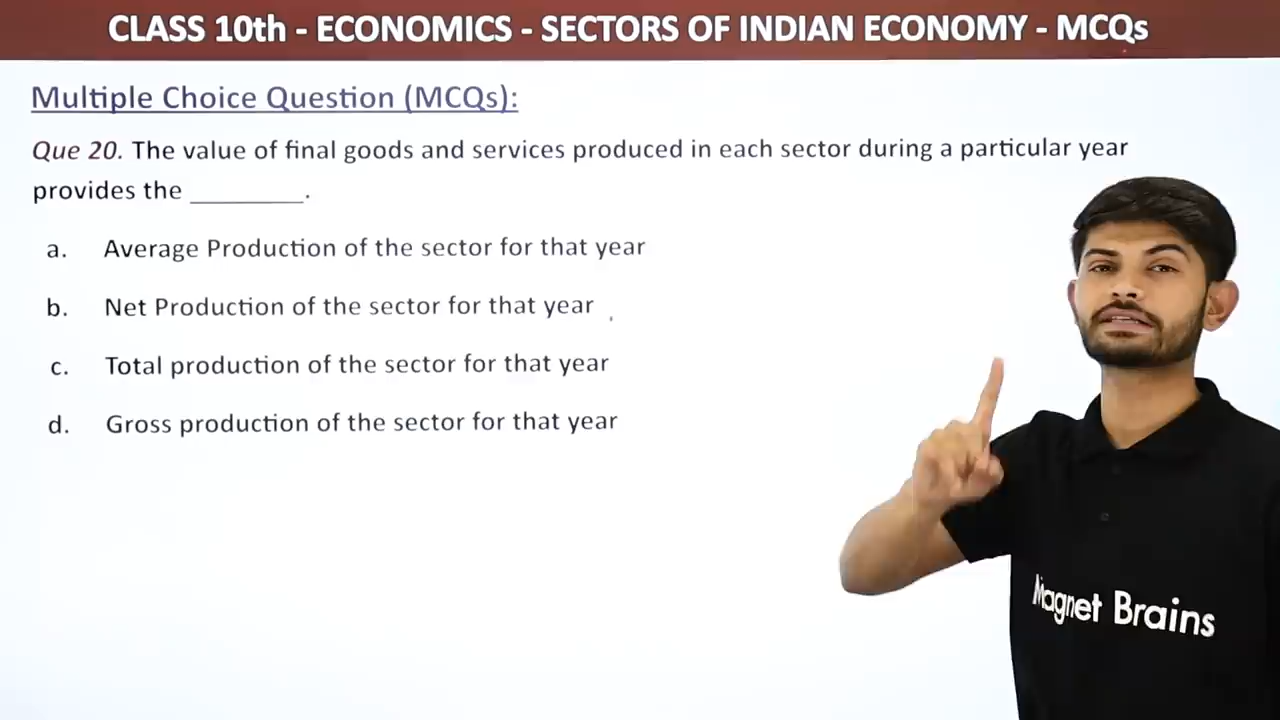 CLASS 10th - ECONOMICS - SECTORS OF INDIAN ECONOMY - MCQs
Multiple Choice Question (MCQs):
Que 20. The value of final goods and services produced in each sector during a particular year
provides the ________.
a. Average Production of the sector for that year
b. Net Production of the sector for that year
c. Total production of the sector for that year
d. Gross production of the sector for that year
Magnet Brains